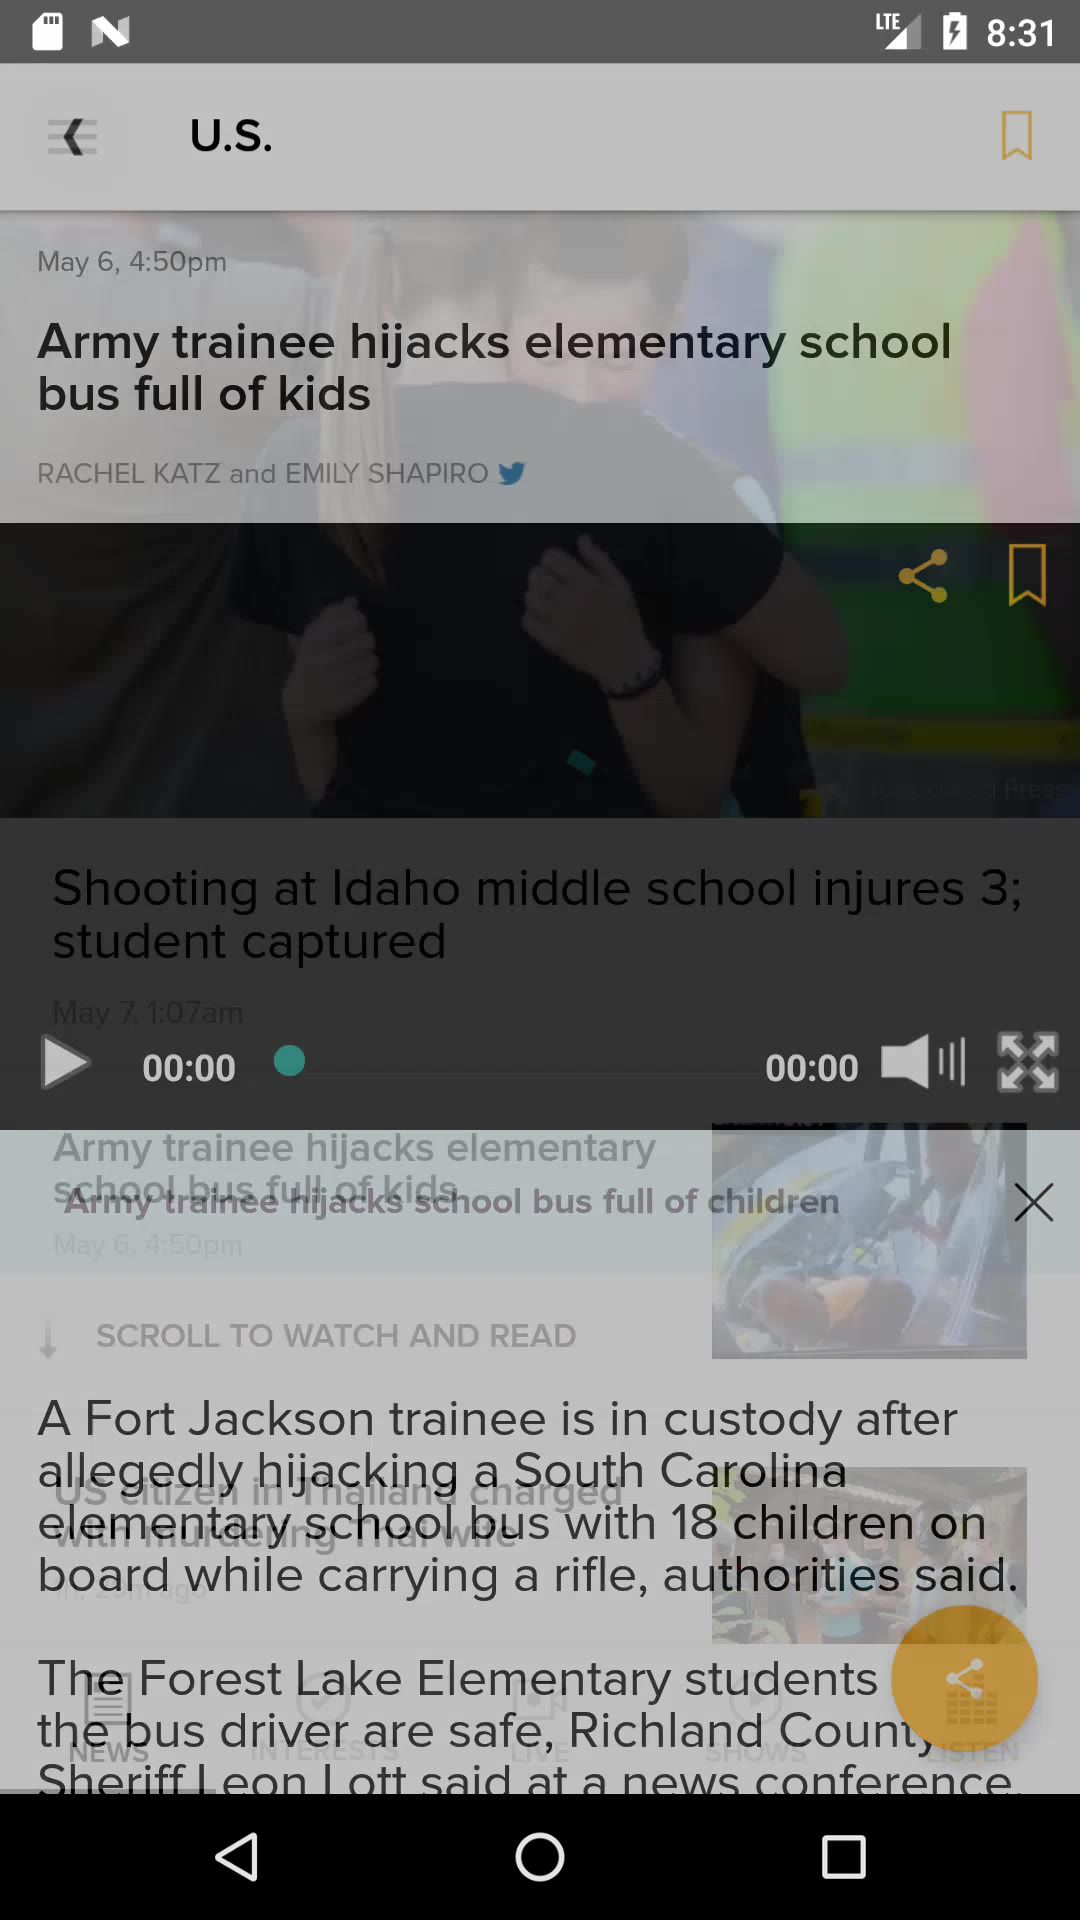 LTE 8:31
U.S.
May 6, 4:50pm
Army trainee hijacks elementary school
bus full of kids
RACHEL KATZ and EMILY SHAPIRO
Press
Shooting at Idaho middle school injures 3;
student captured
May 7, 1:07am
00:00 00:00
Army trainee hijacks elementary
school bus full of kids
Army trainee hijacks school bus full of children
May 6, 4:50pm
SCROLL TO WATCH AND READ
A Fort Jackson trainee is in custody after
allegedly hijacking a South Carolina
US citizen in Thailand charged
elementary school bus with 18 children on
with murdering Thai wife
board while carrying a rifle, authorities said.
ago
The Forest Lake Elementary students
the bus driver are safe, Richland County
NEWS INTERESTS LIVE SHOWS LISTEN
Sheriff Leon Lott said at a news conference.